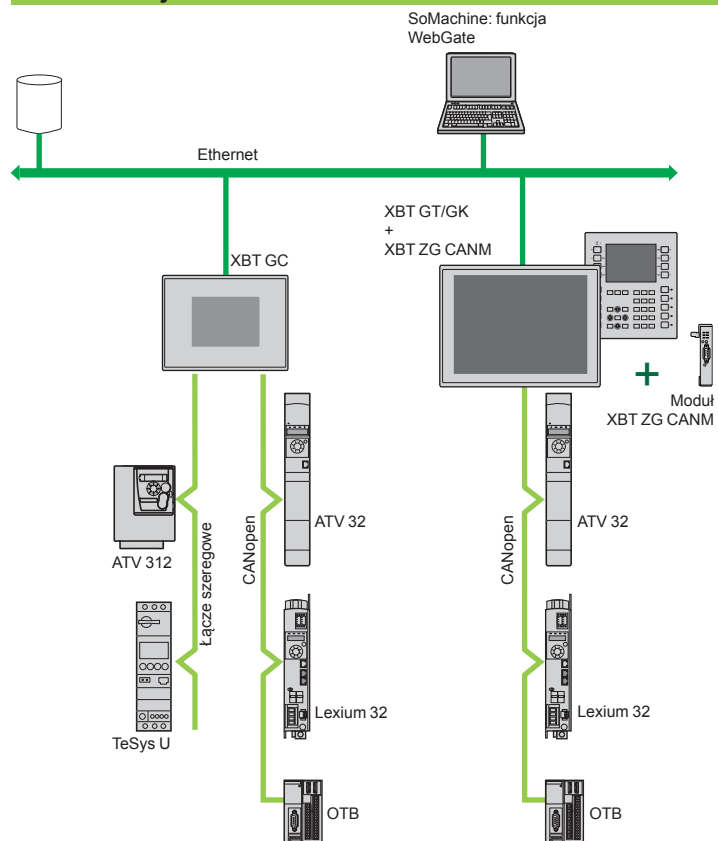 SoMachine: funkcja
WebGate
Ethernet
XBT GT/GK
+
XBT ZG CANM
XBT GC
+
Moduł
XBT ZG CANM
ATV 32
ATV 32
ATV 312
Łącze szeregowe
CANopen
CANopen
Lexium 32
Lexium 32
TeSys U
OTB
OTB